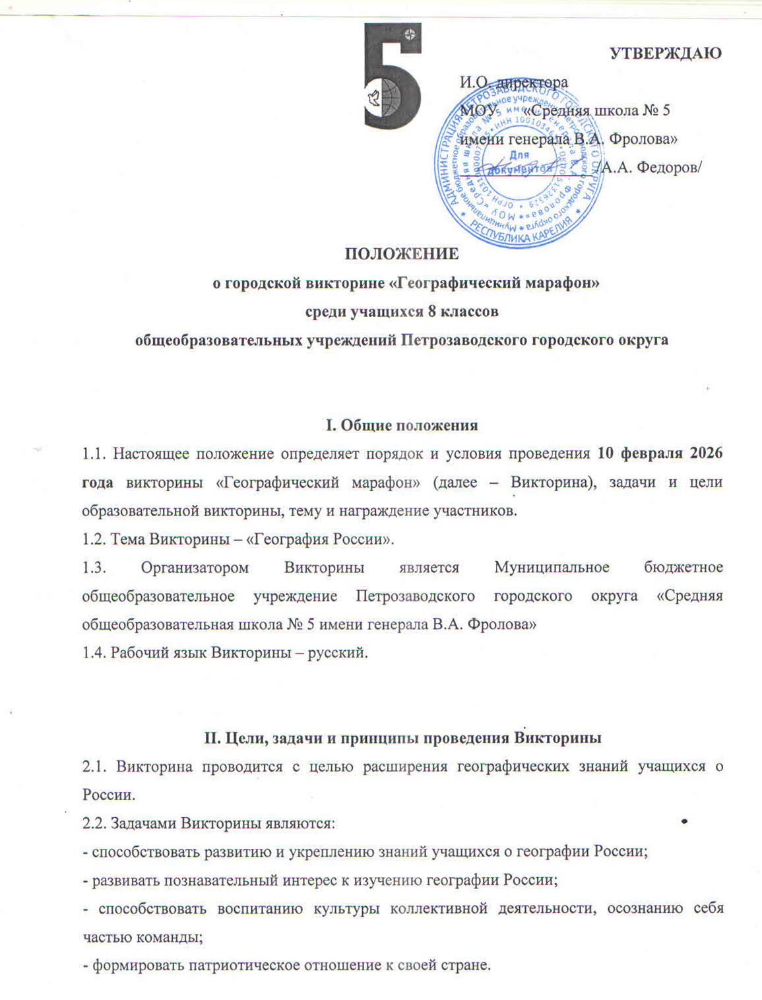 УТВЕРЖДАЮ
И.О. директора
МОУ «Средняя школа № 5
имени генерала В.А. Фролова»
/А.А. Федоров/
АДМИНИСТРАЦИЯ ПЕТРОЗАВОДСКОГО ГОРОДСКОГО ОКРУГА
РЕСПУБЛИКА КАРЕЛИЯ
Для
документов
ПОЛОЖЕНИЕ
о городской викторине «Географический марафон»
среди учащихся 8 классов
общеобразовательных учреждений Петрозаводского городского округа
I. Общие положения
1.1. Настоящее положение определяет порядок и условия проведения 10 февраля 2026
года викторины «Географический марафон» (далее – Викторина), задачи и цели
образовательной викторины, тему и награждение участников.
1.2. Тема Викторины – «География России».
1.3. Организатором Викторины является Муниципальное бюджетное
общеобразовательное учреждение Петрозаводского городского округа «Средняя
общеобразовательная школа № 5 имени генерала В.А. Фролова»
1.4. Рабочий язык Викторины – русский.
II. Цели, задачи и принципы проведения Викторины
2.1. Викторина проводится с целью расширения географических знаний учащихся о
России.
2.2. Задачами Викторины являются:
- способствовать развитию и укреплению знаний учащихся о географии России;
- развивать познавательный интерес к изучению географии России;
- способствовать воспитанию культуры коллективной деятельности, осознанию себя
частью команды;
- формировать патриотическое отношение к своей стране.